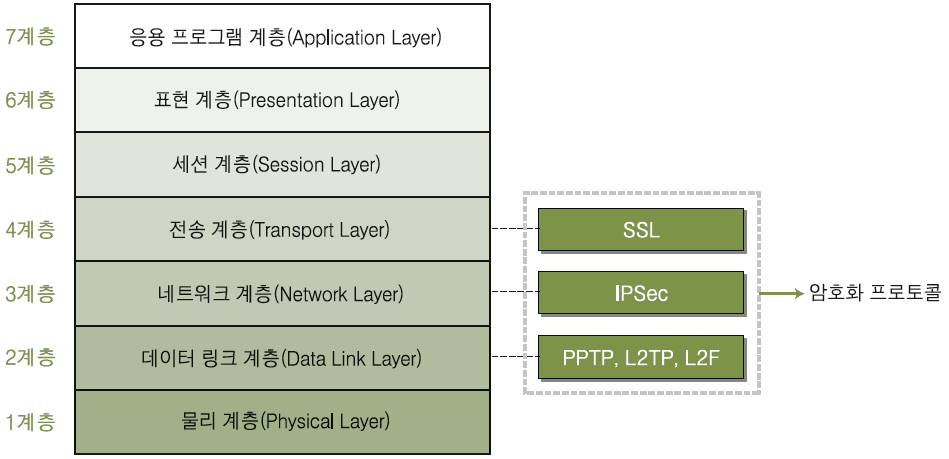 7계층 응용 프로그램 계층(Application Layer)
6계층 표현 계층(Presentation Layer)
5계층 세션 계층(Session Layer)
4계층 전송 계층(Transport Layer) SSL
3계층 네트워크 계층(Network Layer) IPSec 암호화 프로토콜
2계층 데이터 링크 계층(Data Link Layer) PPTP, L2TP, L2F
1계층 물리 계층(Physical Layer)